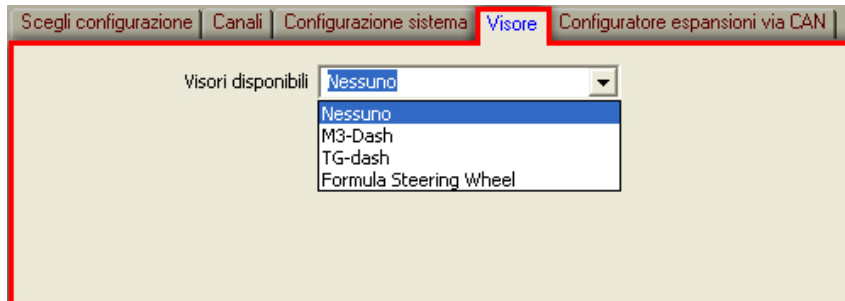 Scegli configurazione Canali Configurazione sistema Visore Configuratore espansioni via CAN
Visori disponibili Nessuno
Nessuno
M3-Dash
TG-dash
Formula Steering Wheel